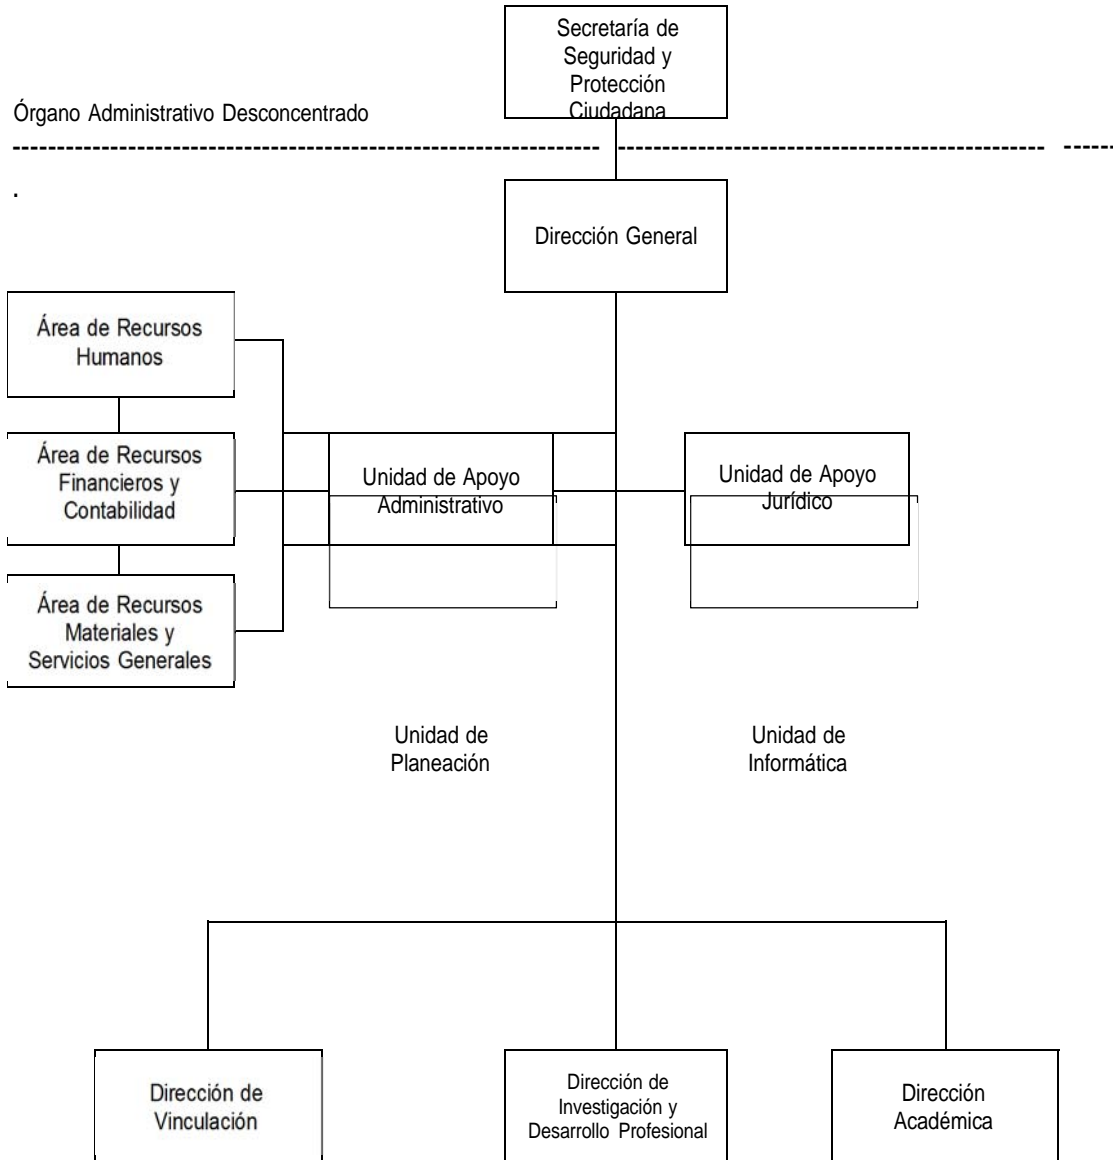 Secretaría de
Seguridad y
Protección
Ciudadana
Órgano Administrativo Desconcentrado
.
Dirección General
Área de Recursos
Humanos
Área de Recursos
Financieros y
Contabilidad
Unidad de Apoyo
Administrativo
Unidad de Apoyo
Jurídico
Área de Recursos
Materiales y
Servicios Generales
Unidad de
Planeación
Unidad de
Informática
Dirección de
Vinculación
Dirección de
Investigación y
Desarrollo Profesional
Dirección
Académica